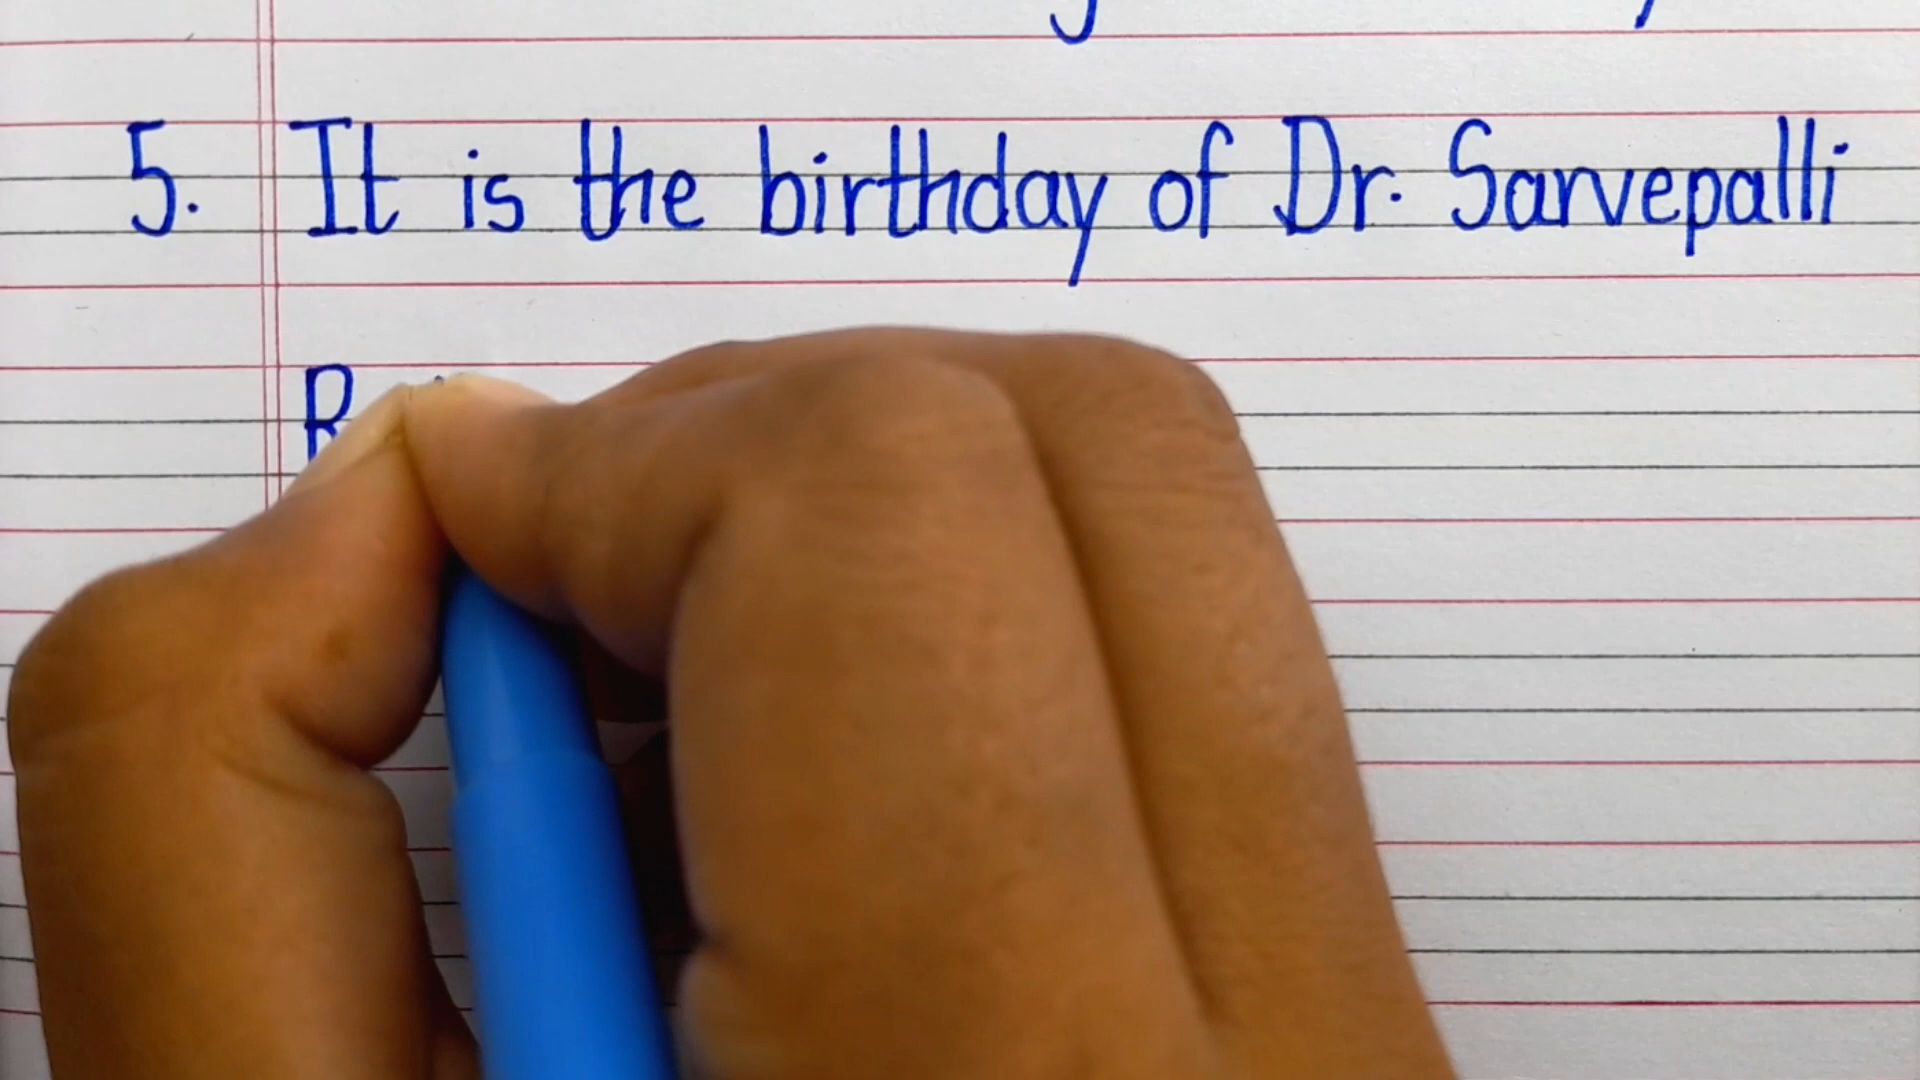 5. It is the birthday of Dr. Sarvepalli
R